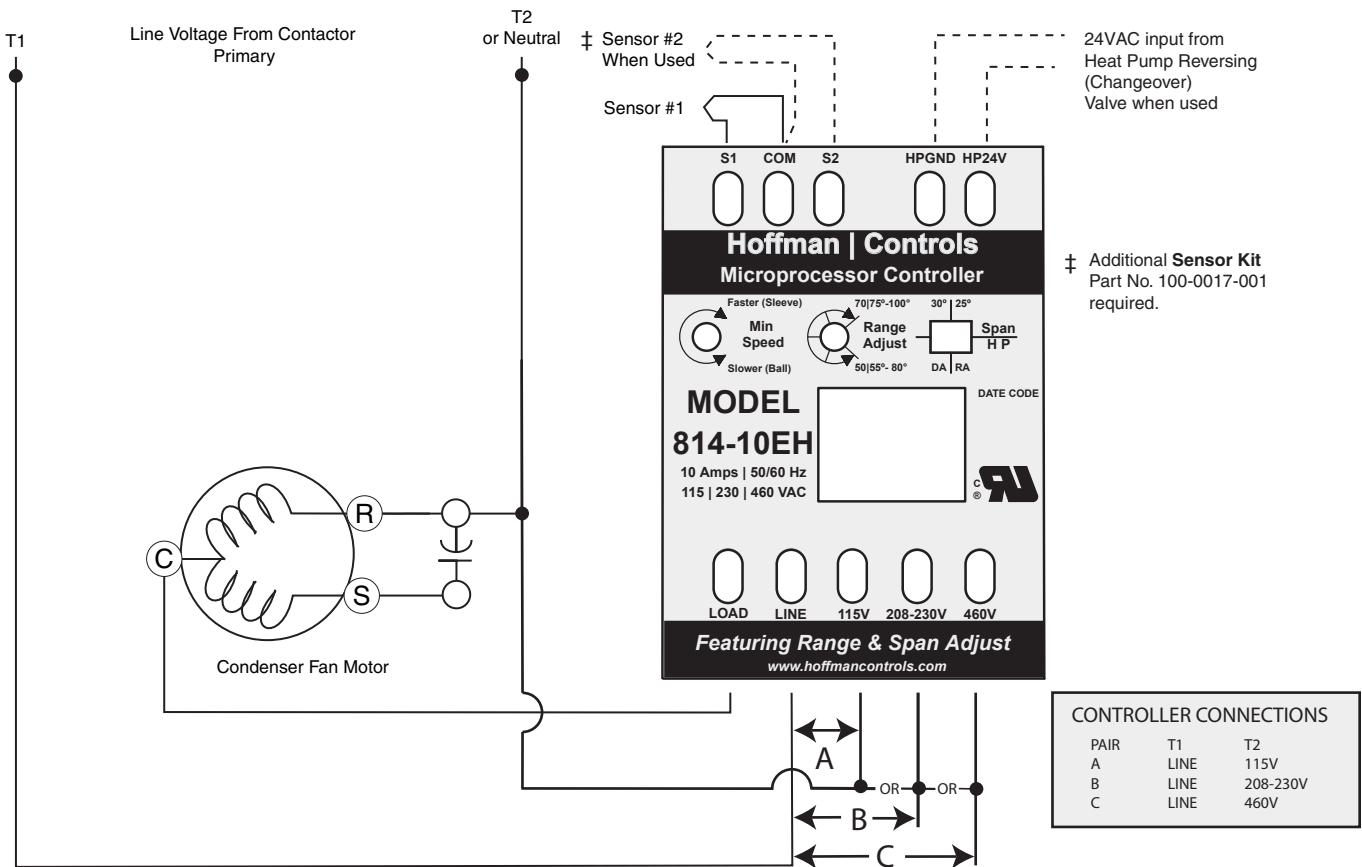 T1
Line Voltage From Contactor
Primary
T2
or Neutral
‡ Sensor #2
When Used
Sensor #1
24VAC input from
Heat Pump Reversing
(Changeover)
Valve when used
S1 COM S2 HPGND HP24V
Hoffman | Controls
Microprocessor Controller
‡ Additional Sensor Kit
Part No. 100-0017-001
required.
Faster (Sleeve)
Min
Speed
Slower (Ball)
70|75º-100°
Range
Adjust
50|55º- 80°
30° | 25°
Span
H P
DA | RA
MODEL
814-10EH
10 Amps | 50/60 Hz
115 | 230 | 460 VAC
DATE CODE
C
®
RU
R
C
S
Condenser Fan Motor
LOAD LINE 115V 208-230V 460V
Featuring Range & Span Adjust
www.hoffmancontrols.com
A
OR OR
B
C
CONTROLLER CONNECTIONS
PAIR T1 T2
A LINE 115V
B LINE 208-230V
C LINE 460V